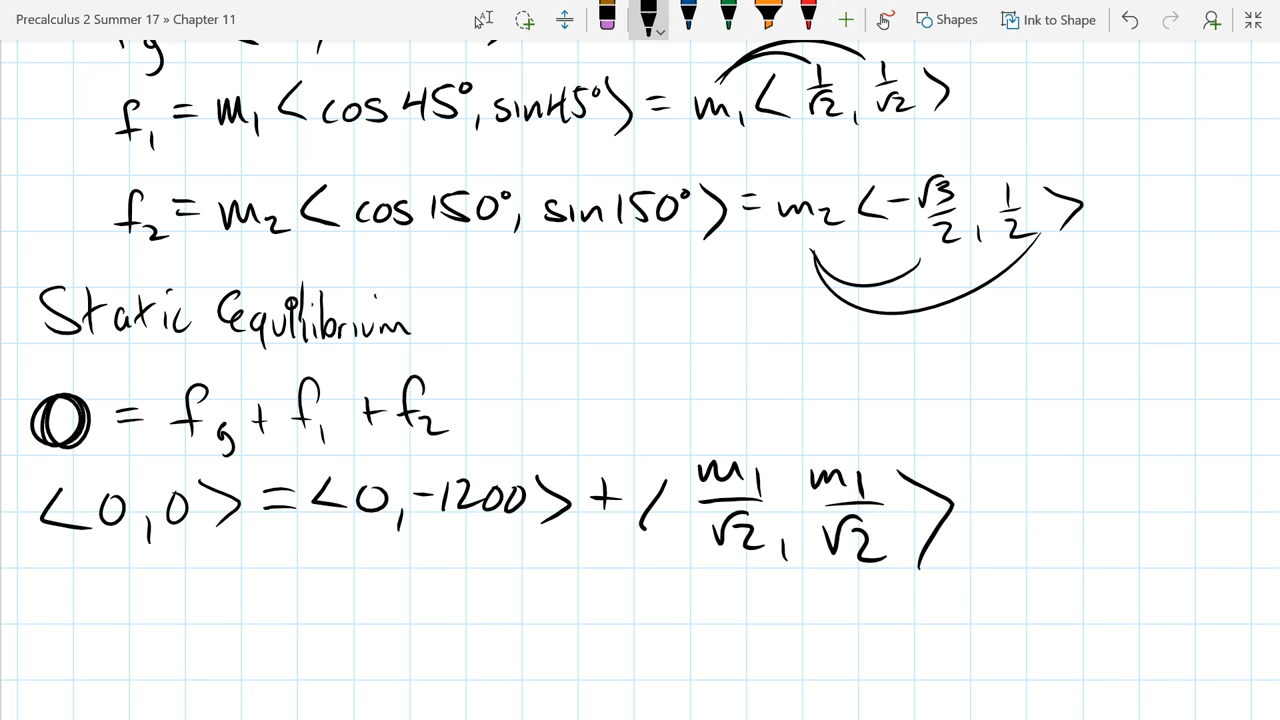 Precalculus 2 Summer 17 » Chapter 11
Shapes
Ink to Shape
g
f₁ = m₁ < cos 45°, sin 45° > = m₁ < 1/√2, 1/√2 >
f₂ = m₂ < cos 150°, sin 150° > = m₂ < -√3/2, 1/2 >
Static Equilibrium
0 = f_g + f₁ + f₂
< 0, 0 > = < 0, -1200 > + < m₁/√2, m₁/√2 >